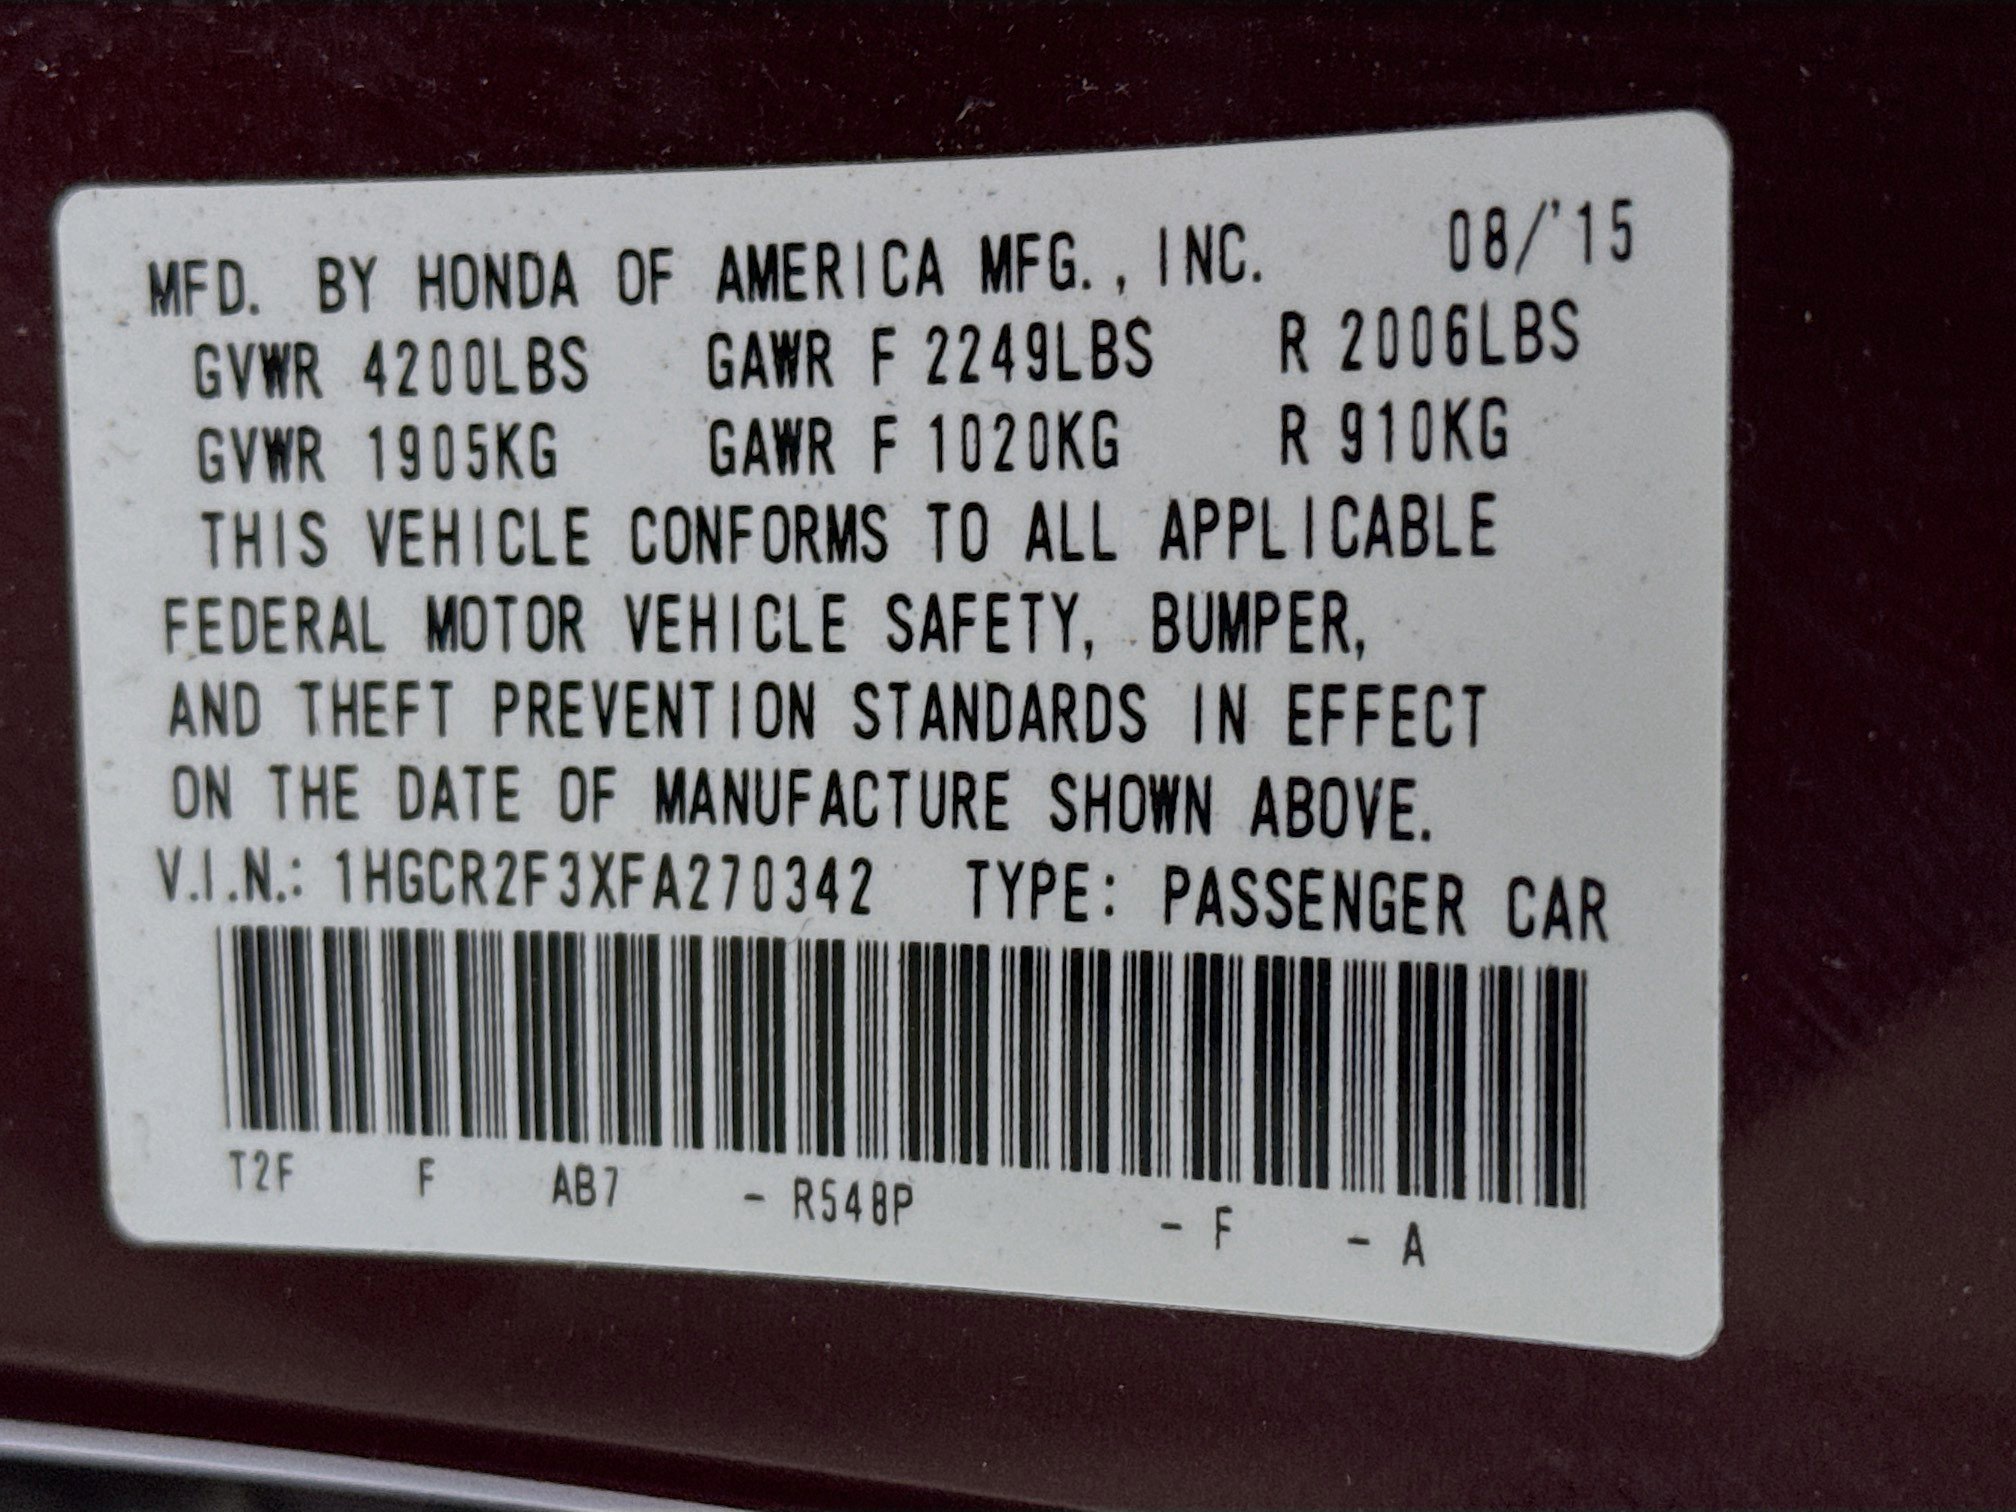 MFD. BY HONDA OF AMERICA MFG., INC. 08/'15
GVWR 4200LBS GAWR F 2249LBS R 2006LBS
GVWR 1905KG GAWR F 1020KG R 910KG
THIS VEHICLE CONFORMS TO ALL APPLICABLE
FEDERAL MOTOR VEHICLE SAFETY, BUMPER,
AND THEFT PREVENTION STANDARDS IN EFFECT
ON THE DATE OF MANUFACTURE SHOWN ABOVE.
V.I.N.: 1HGCR2F3XFA270342 TYPE: PASSENGER CAR
T2F F AB7 - R548P - F - A